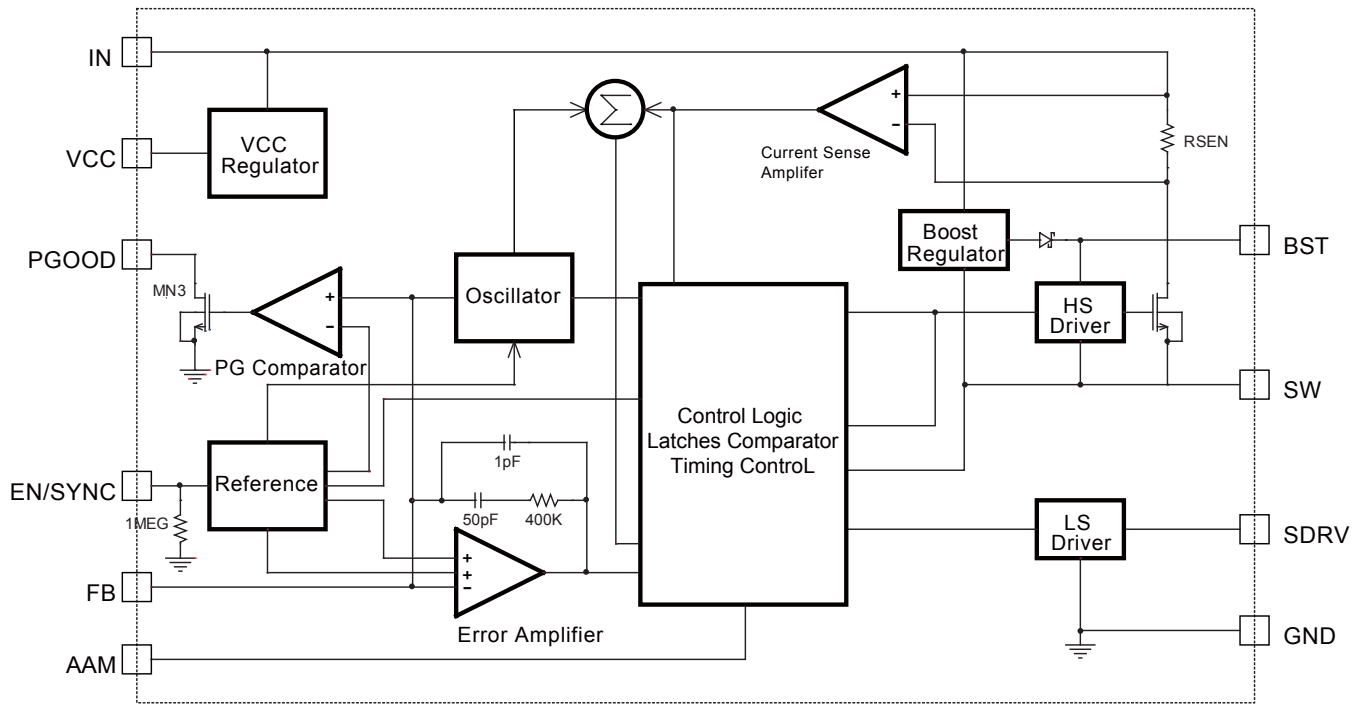 IN
VCC
Regulator
VCC
Σ
+
−
Current Sense
Amplifer
RSEN
Boost
Regulator
BST
PGOOD
MN3
+
−
PG Comparator
Oscillator
HS
Driver
SW
Control Logic
Latches Comparator
Timing ControL
EN/SYNC
Reference
1MEG
1pF
50pF
400K
+
+
−
Error Amplifier
LS
Driver
SDRV
FB
GND
AAM